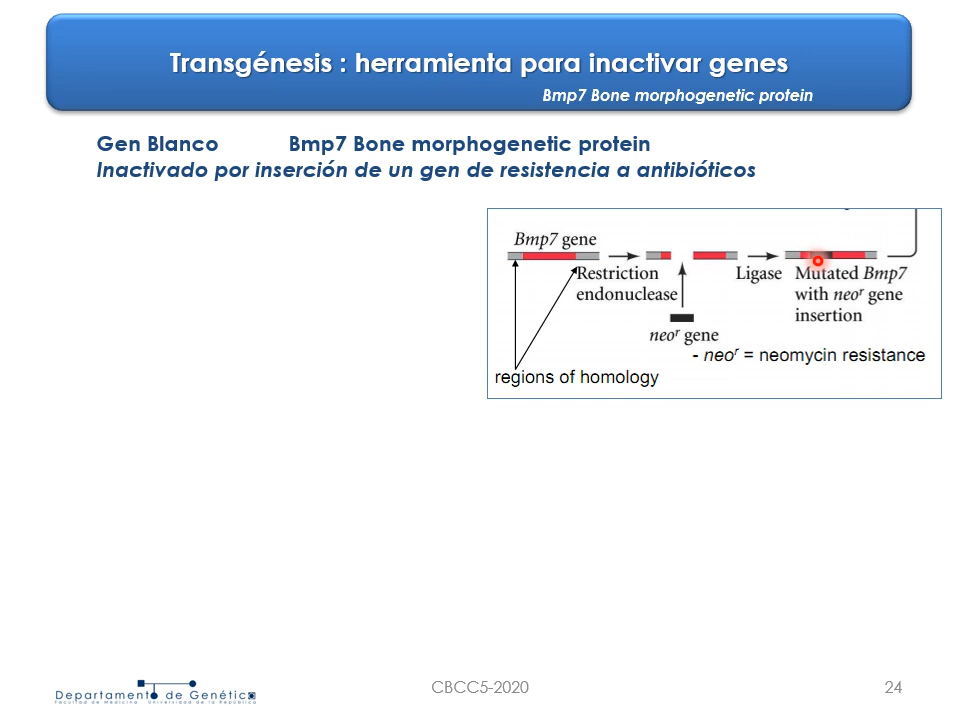 Transgénesis : herramienta para inactivar genes
Bmp7 Bone morphogenetic protein
Gen Blanco Bmp7 Bone morphogenetic protein
Inactivado por inserción de un gen de resistencia a antibióticos
Bmp7 gene
Restriction
endonuclease
Ligase
Mutated Bmp7
with neoʳ gene
insertion
neoʳ gene
- neoʳ = neomycin resistance
regions of homology
Departamento de Genética
Facultad de Medicina Universidad de la República
CBCC5-2020
24